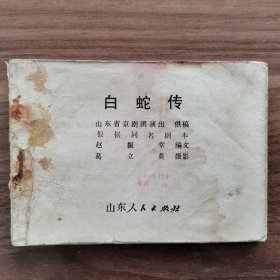 白蛇传
山东省京剧团演出 供稿
根据同名剧本
赵振堂 编文
葛立英 摄影
山东人民出版社